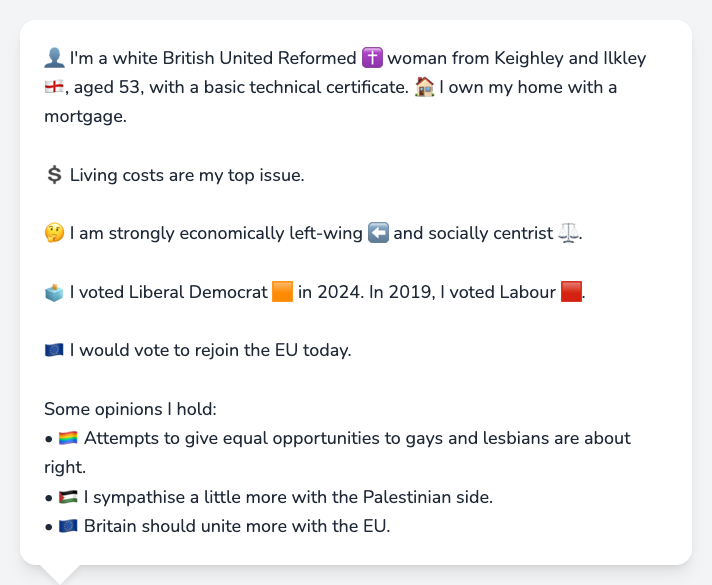 👤 I'm a white British United Reformed ✝️ woman from Keighley and Ilkley
🏴󠁧󠁢󠁥󠁮󠁧󠁿, aged 53, with a basic technical certificate. 🏠 I own my home with a
mortgage.
💲 Living costs are my top issue.
🤔 I am strongly economically left-wing ⬅️ and socially centrist ⚖️.
🗳️ I voted Liberal Democrat 🟧 in 2024. In 2019, I voted Labour 🟥.
🇪🇺 I would vote to rejoin the EU today.
Some opinions I hold:
• 🏳️‍🌈 Attempts to give equal opportunities to gays and lesbians are about
right.
• 🇵🇸 I sympathise a little more with the Palestinian side.
• 🇪🇺 Britain should unite more with the EU.